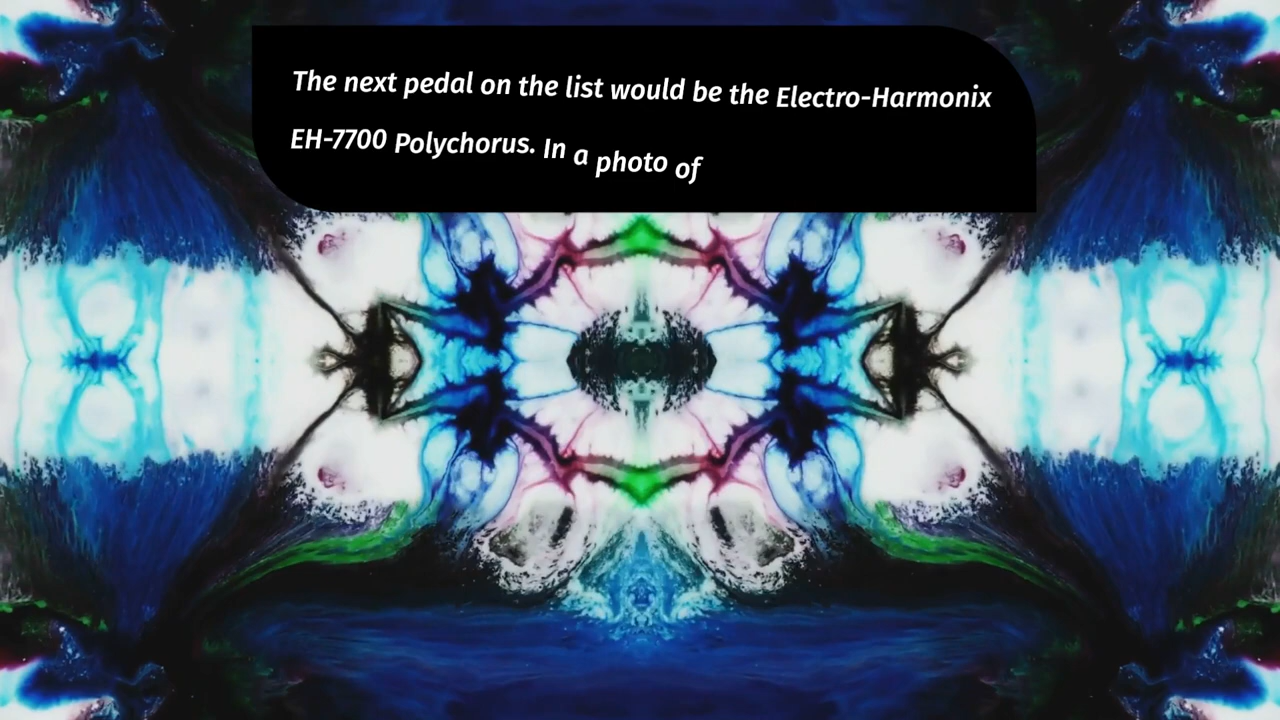 The next pedal on the list would be the Electro-Harmonix
EH-7700 Polychorus. In a photo of